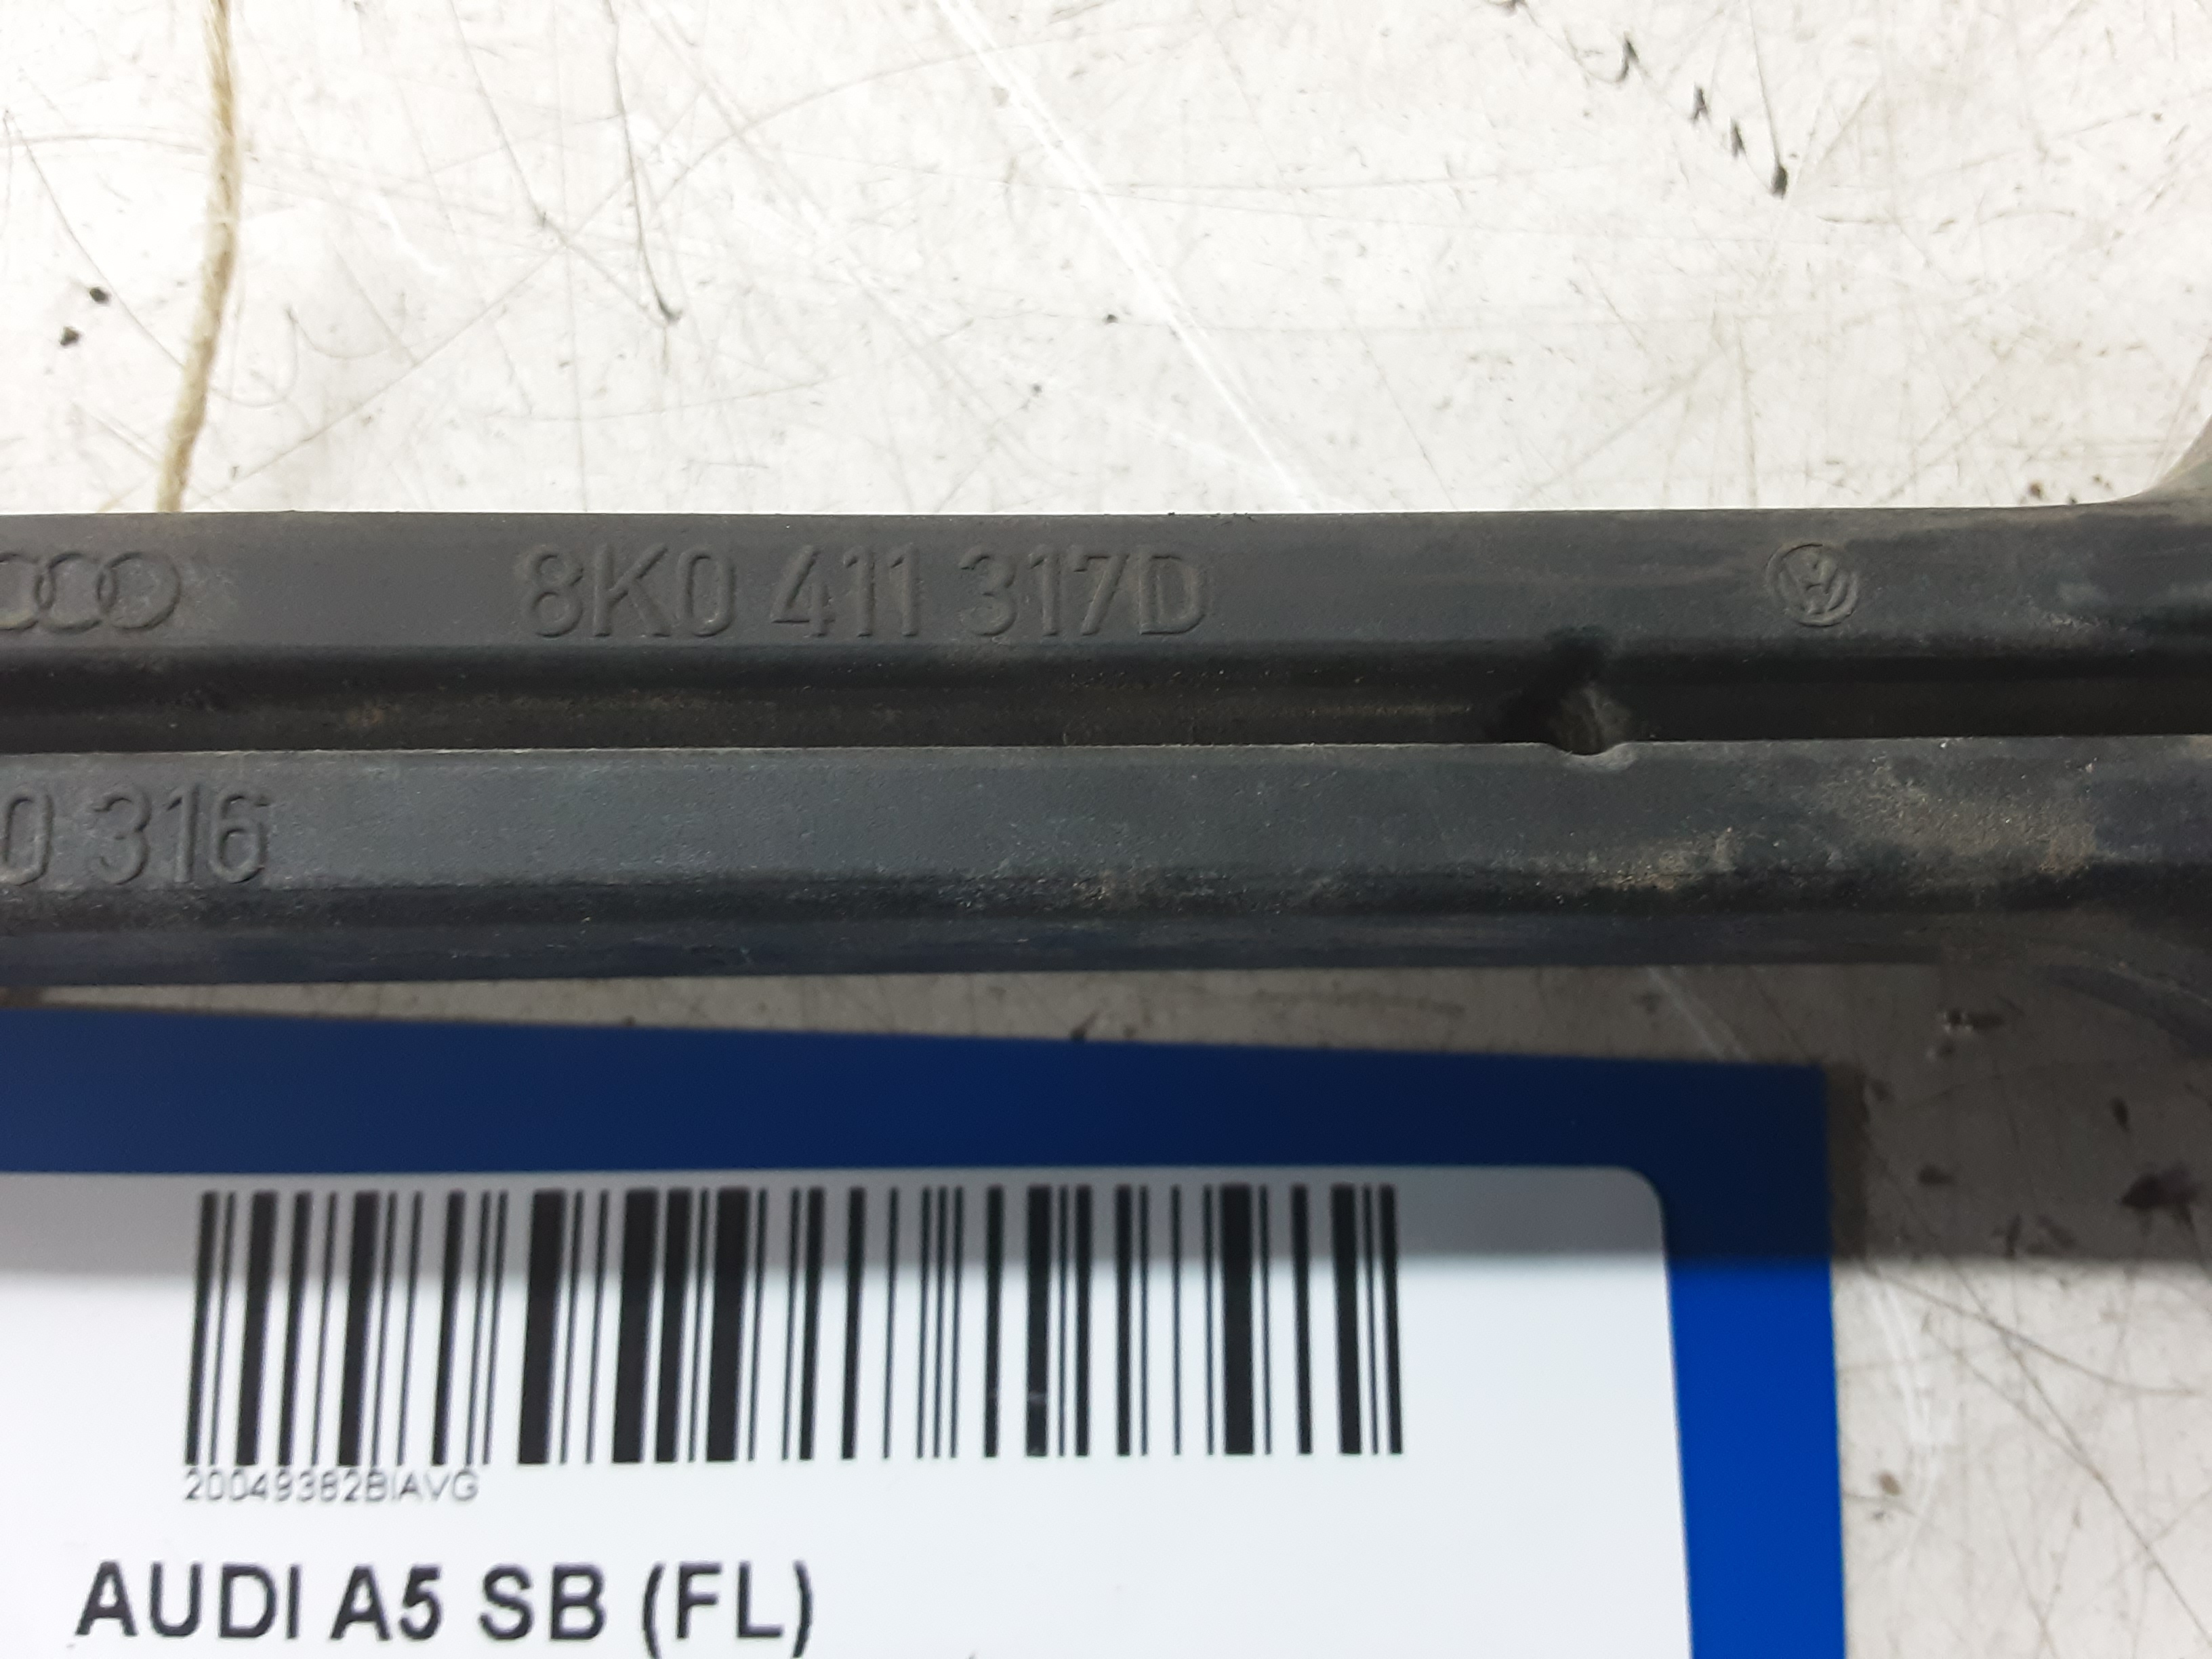 8K0 411 317D
0 316
20049382BIAVG
AUDI A5 SB (FL)